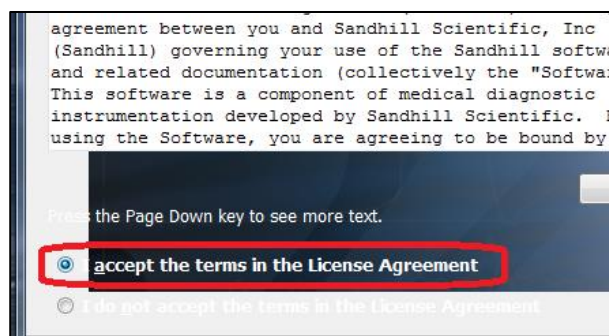 agreement between you and Sandhill Scientific, Inc
(Sandhill) governing your use of the Sandhill softw
and related documentation (collectively the "Softwa
This software is a component of medical diagnostic
instrumentation developed by Sandhill Scientific.
using the Software, you are agreeing to be bound by
Press the Page Down key to see more text.
I accept the terms in the License Agreement
I do not accept the terms in the License Agreement